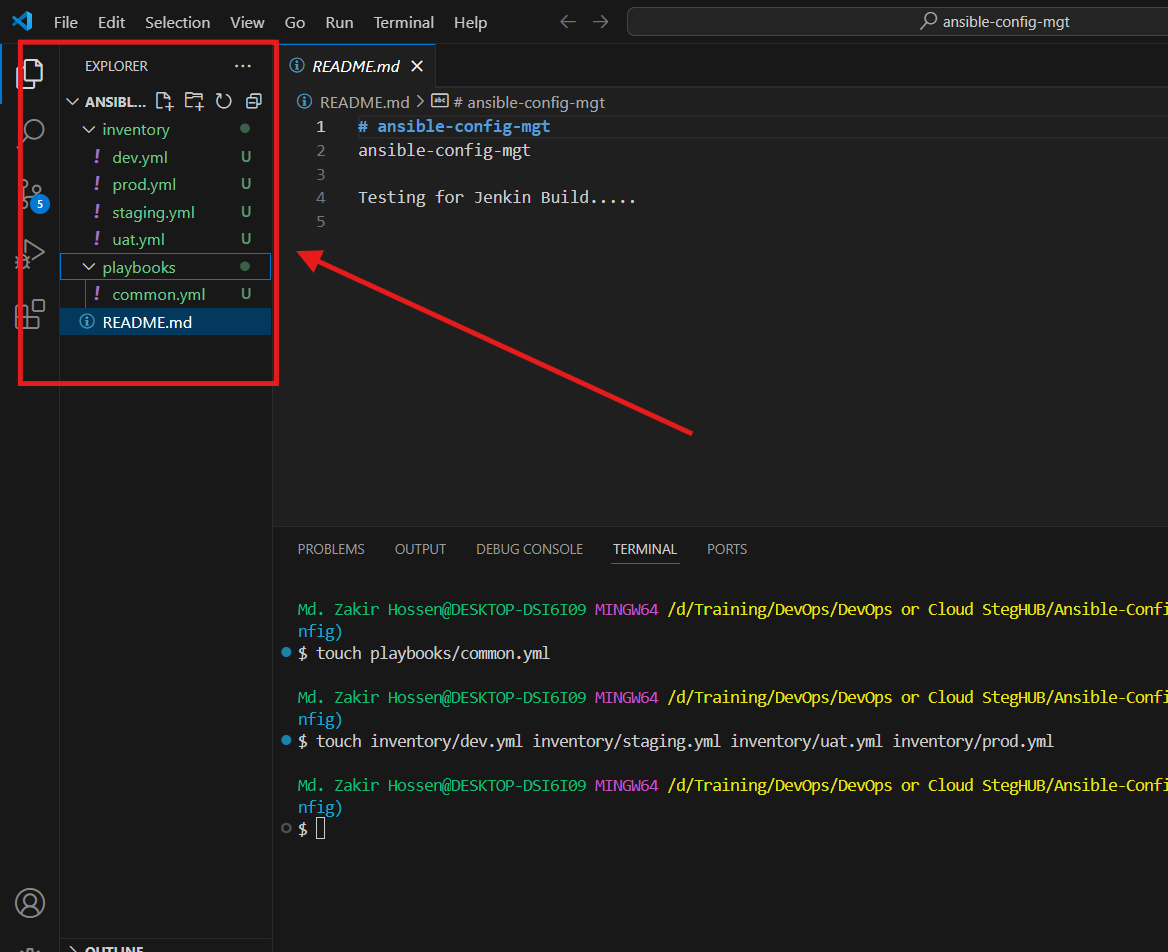 File Edit Selection View Go Run Terminal Help ansible-config-mgt
EXPLORER ···
ANSIBL...
inventory
! dev.yml U
! prod.yml U
! staging.yml U
! uat.yml U
playbooks
! common.yml U
README.md
5
README.md
README.md > # ansible-config-mgt
1 # ansible-config-mgt
2 ansible-config-mgt
3
4 Testing for Jenkin Build.....
5
PROBLEMS OUTPUT DEBUG CONSOLE TERMINAL PORTS
Md. Zakir Hossen@DESKTOP-DSI6I09 MINGW64 /d/Training/DevOps/DevOps or Cloud StegHUB/Ansible-Confi
nfig)
$ touch playbooks/common.yml
Md. Zakir Hossen@DESKTOP-DSI6I09 MINGW64 /d/Training/DevOps/DevOps or Cloud StegHUB/Ansible-Confi
nfig)
$ touch inventory/dev.yml inventory/staging.yml inventory/uat.yml inventory/prod.yml
Md. Zakir Hossen@DESKTOP-DSI6I09 MINGW64 /d/Training/DevOps/DevOps or Cloud StegHUB/Ansible-Confi
nfig)
$
OUTLINE